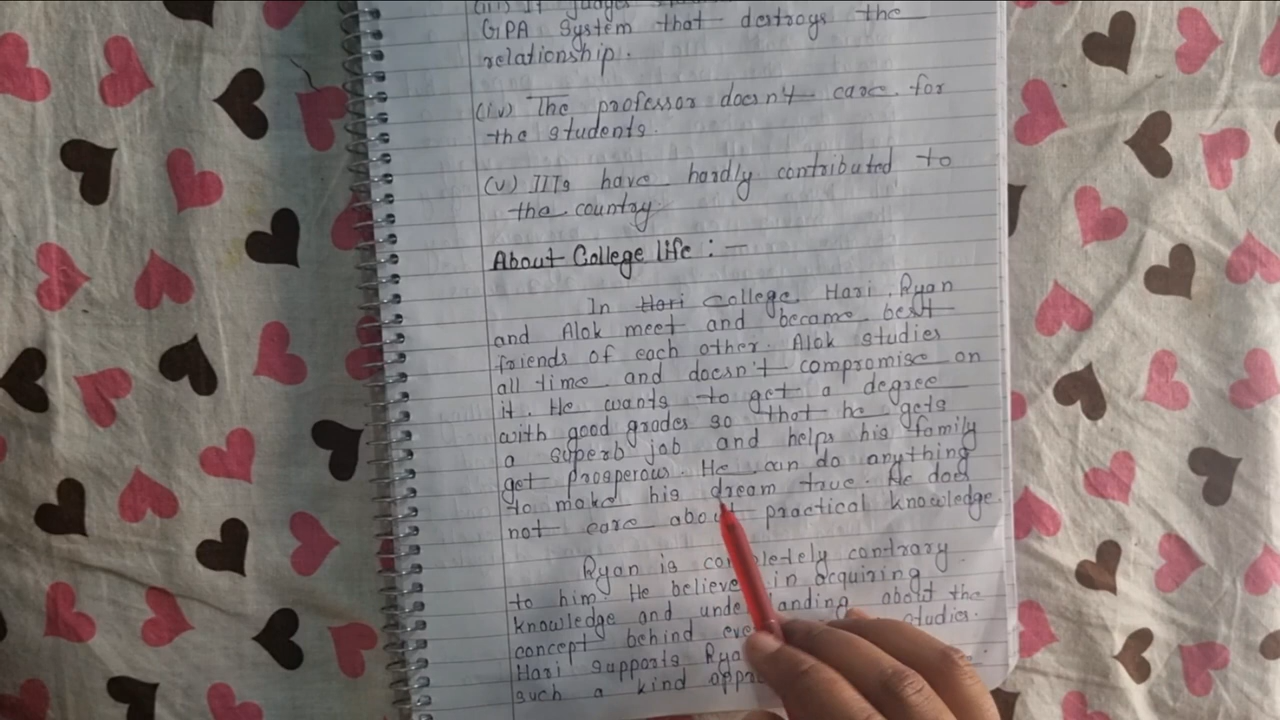 (iii) It judges
GPA system that destroys the
relationship.
(iv) The professor doesn't care for
the students.
(v) IITs have hardly contributed to
the country.
About College life : —
In Hari College Hari, Ryan
and Alok meet and became best
friends of each other. Alok studies
all time and doesn't compromise on
it. He wants to get a degree
with good grades so that he gets
a superb job and helps his family
get prosperous. He can do anything
to make his dream true. He does
not care about practical knowledge.
Ryan is completely contrary
to him. He believes in acquiring
knowledge and understanding about the
concept behind studies.
Hari supports
such a kind